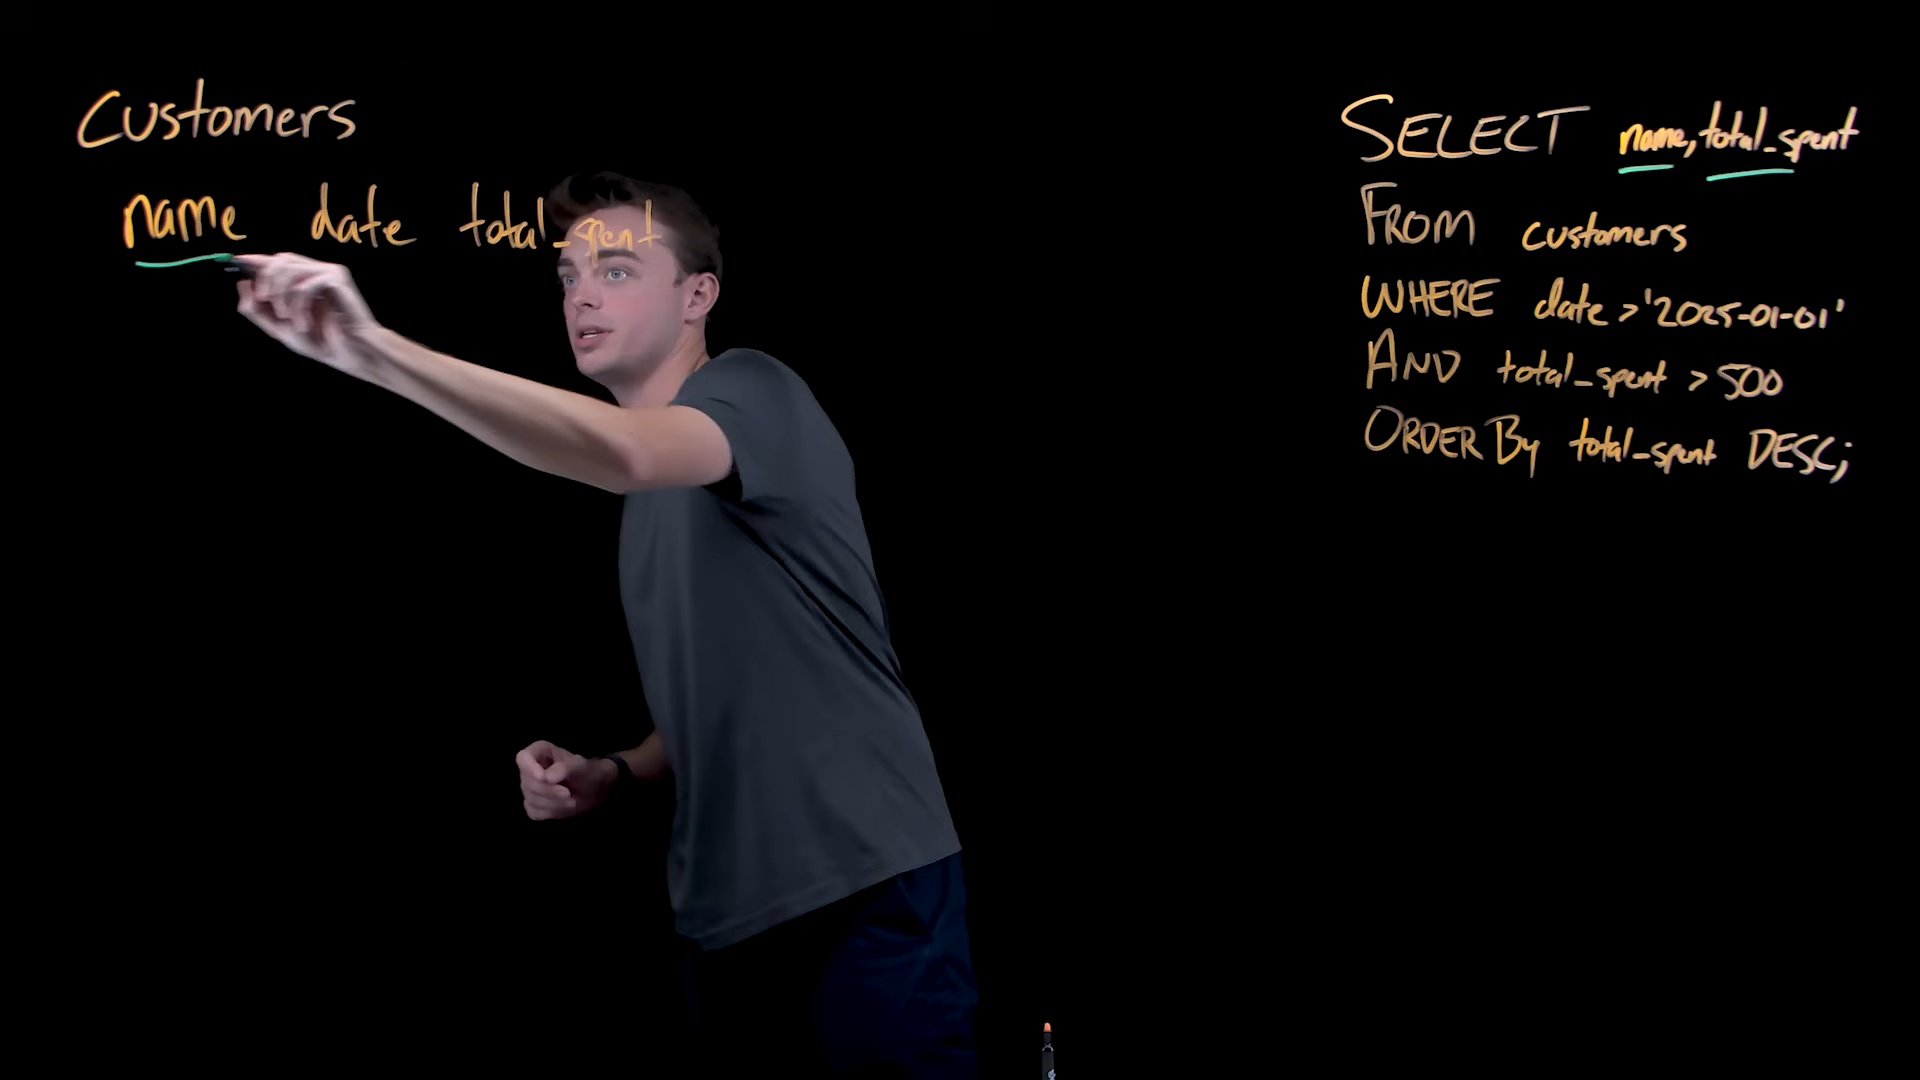 Customers
name date total_spent
SELECT name, total_spent
FROM customers
WHERE date > '2025-01-01'
AND total_spent > 500
ORDER By total_spent DESC;